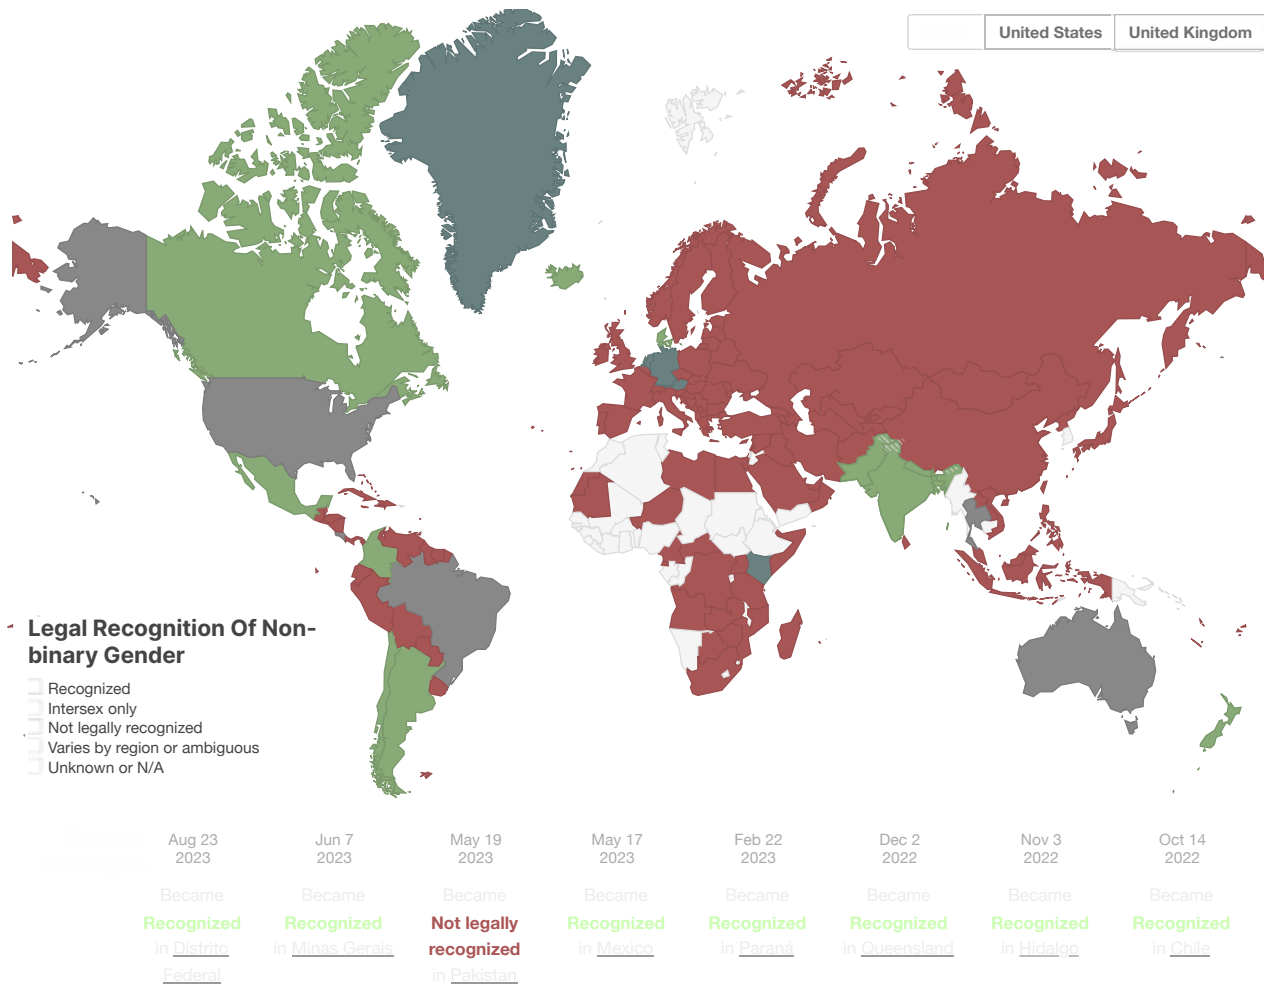 United States
United Kingdom
Legal Recognition Of Non-
binary Gender
Recognized
Intersex only
Not legally recognized
Varies by region or ambiguous
Unknown or N/A
Aug 23
2023
Became
Recognized
in Distrito
Federal
Jun 7
2023
Became
Recognized
in Minas Gerais
May 19
2023
Became
Not legally
recognized
in Pakistan
May 17
2023
Became
Recognized
in Mexico
Feb 22
2023
Became
Recognized
in Paraná
Dec 2
2022
Became
Recognized
in Queensland
Nov 3
2022
Became
Recognized
in Hidalgo
Oct 14
2022
Became
Recognized
in Chile